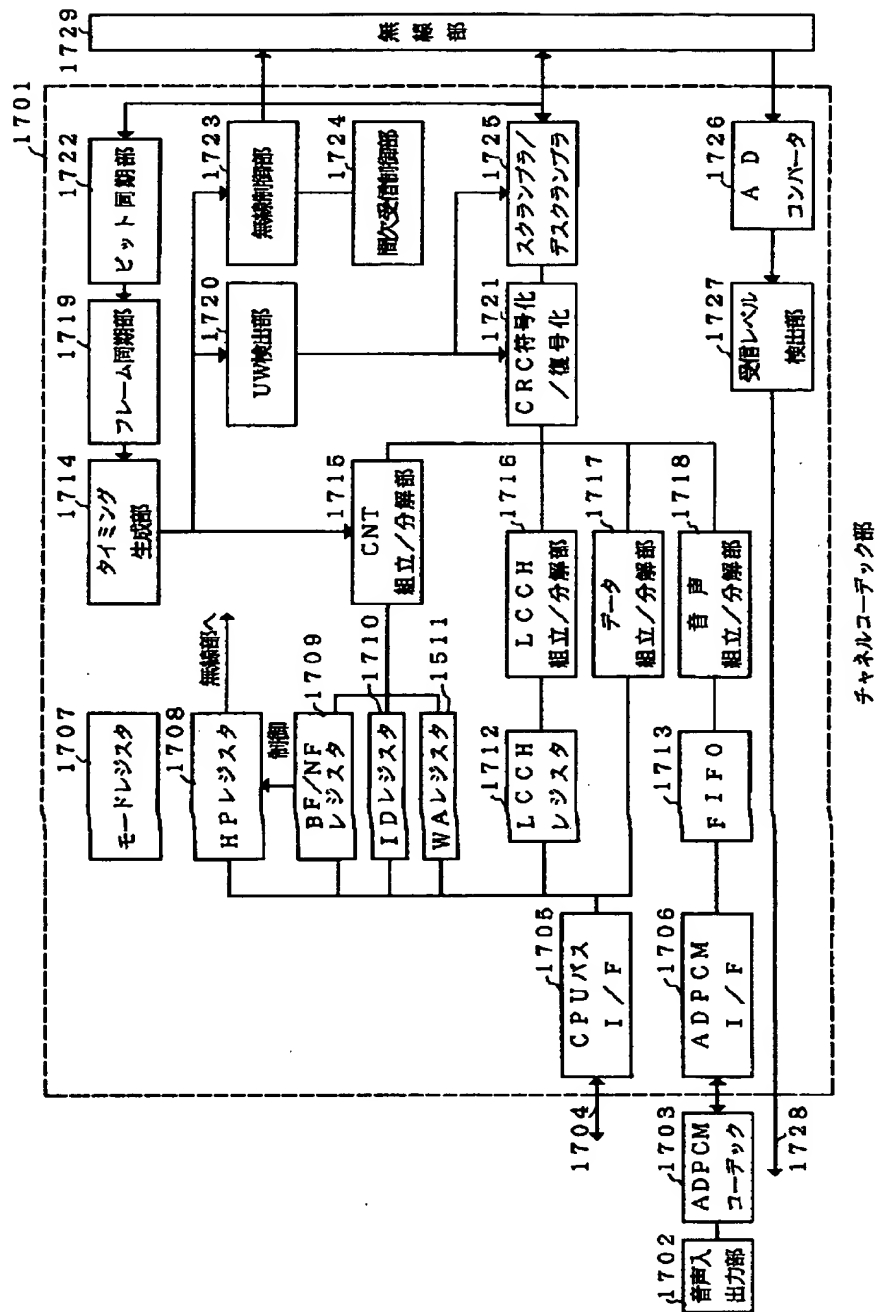 1729
無線部
1701
1722
ビット同期部
1723
無線制御部
1724
間欠受信制御部
1725
スクランブラ/
デスクランブラ
1726
AD
コンバータ
1719
フレーム同期部
1720
UW検出部
1721
CRC符号化
/復号化
1727
受信レベル
検出部
1714
タイミング
生成部
1715
CNT
組立/分解部
1716
LCCH
組立/分解部
1717
データ
組立/分解部
1718
音声
組立/分解部
無線部へ
1707
モードレジスタ
1708
HPレジスタ
制御
1709
BF/NF
レジスタ
1710
IDレジスタ
1511
WAレジスタ
1712
LCCH
レジスタ
1713
FIFO
1705
CPUバス
I/F
1706
ADPCM
I/F
1704
1703
ADPCM
コーデック
1728
1702
音声入
出力部
チャネルコーデック部